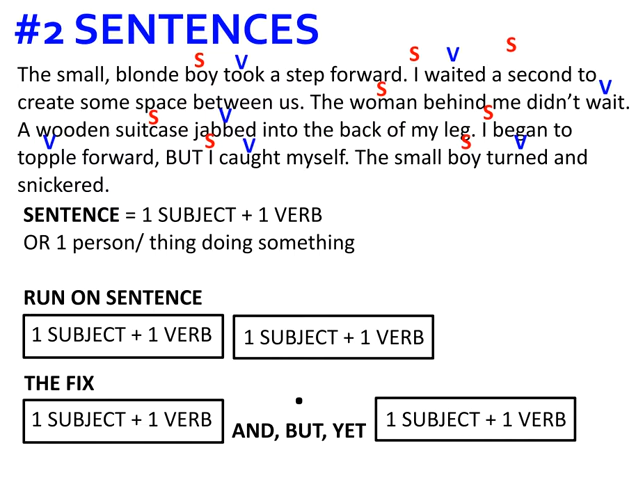 #2 SENTENCES
S V S V S
The small, blonde boy took a step forward. I waited a second to
S V
create some space between us. The woman behind me didn't wait.
S V S
A wooden suitcase jabbed into the back of my leg. I began to
V S V S V
topple forward, BUT I caught myself. The small boy turned and
snickered.
SENTENCE = 1 SUBJECT + 1 VERB
OR 1 person/ thing doing something
RUN ON SENTENCE
1 SUBJECT + 1 VERB 1 SUBJECT + 1 VERB
THE FIX
.
1 SUBJECT + 1 VERB AND, BUT, YET 1 SUBJECT + 1 VERB